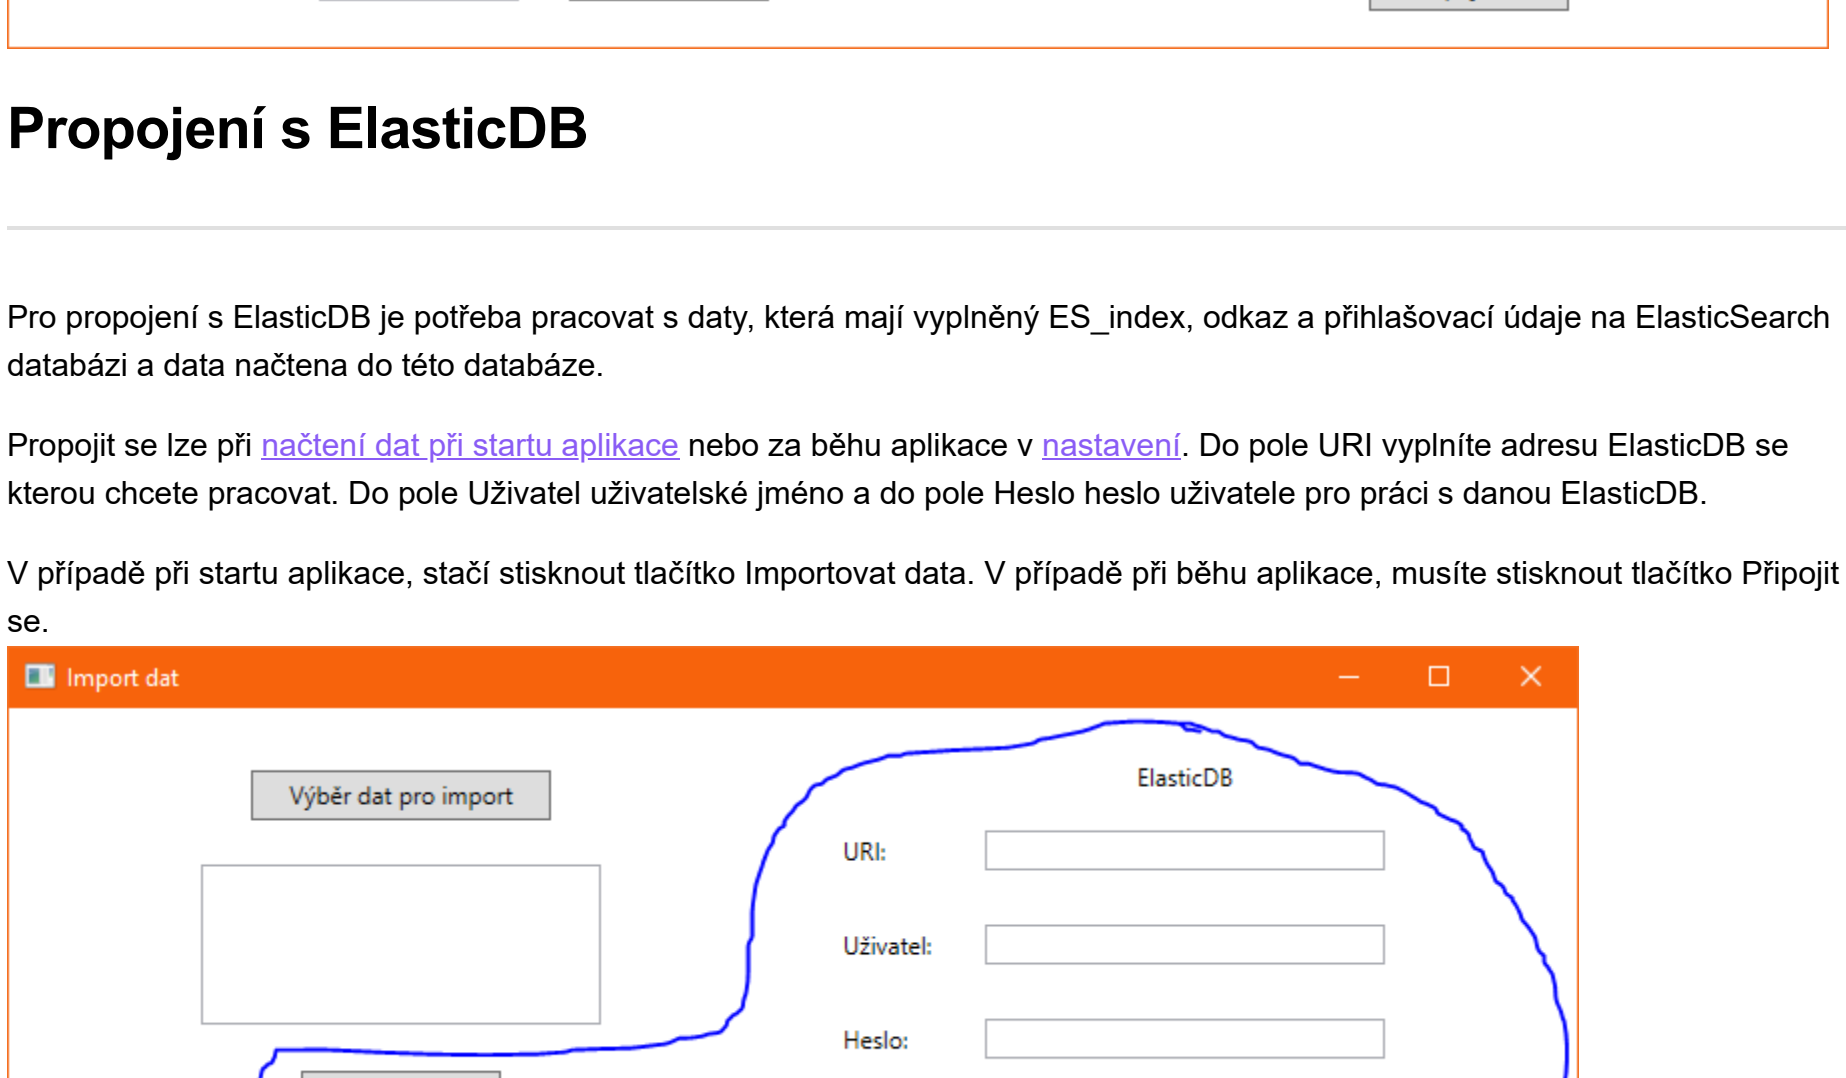 Propojení s ElasticDB
Pro propojení s ElasticDB je potřeba pracovat s daty, která mají vyplněný ES_index, odkaz a přihlašovací údaje na ElasticSearch
databázi a data načtena do této databáze.
Propojit se lze při načtení dat při startu aplikace nebo za běhu aplikace v nastavení. Do pole URI vyplníte adresu ElasticDB se
kterou chcete pracovat. Do pole Uživatel uživatelské jméno a do pole Heslo heslo uživatele pro práci s danou ElasticDB.
V případě při startu aplikace, stačí stisknout tlačítko Importovat data. V případě při běhu aplikace, musíte stisknout tlačítko Připojit
se.
Import dat
ElasticDB
Výběr dat pro import
URI:
Uživatel:
Heslo: